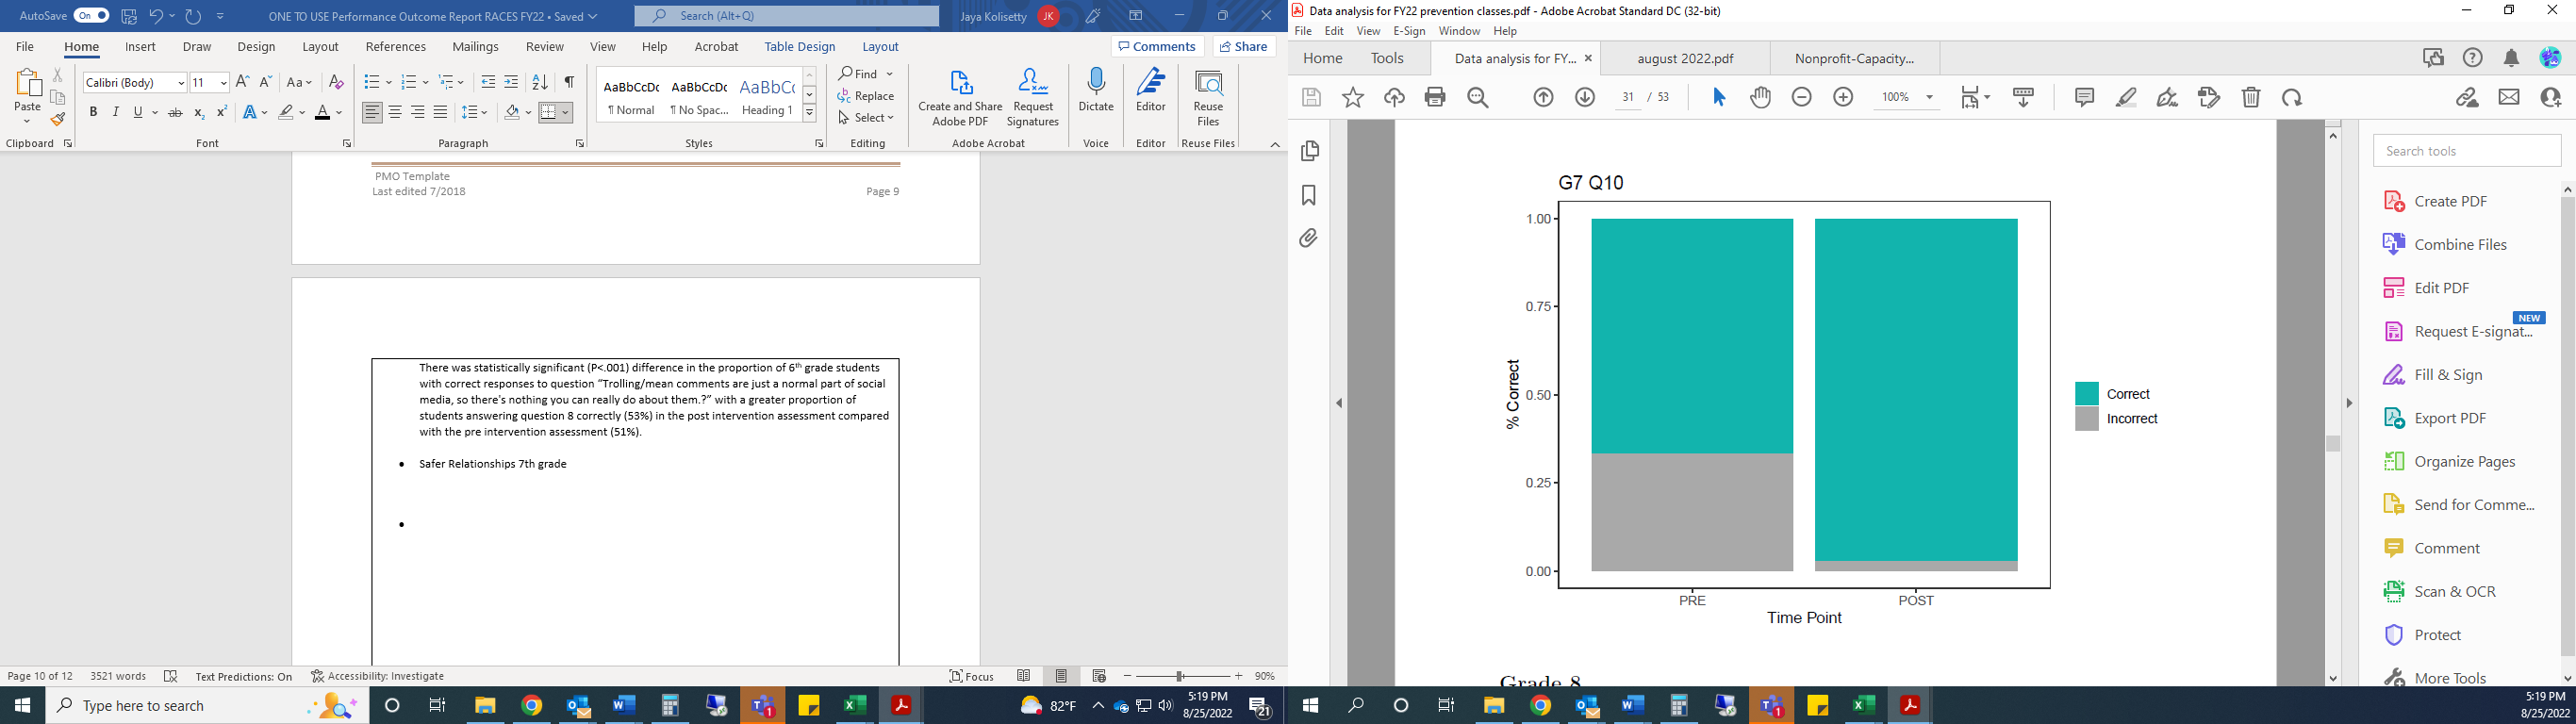 AutoSave On ONE TO USE Performance Outcome Report RACES FY22 • Saved Search (Alt+Q) Jaya Kolisetty JK
File Home Insert Draw Design Layout References Mailings Review View Help Acrobat Table Design Layout Comments Share
Paste
Clipboard
Calibri (Body) 11
Font
Paragraph
AaBbCcDc AaBbCcDc AaBbC
¶ Normal ¶ No Spac... Heading 1
Styles
Find
Replace
Select
Editing
Create and Share Adobe PDF
Request Signatures
Adobe Acrobat
Dictate
Voice
Editor
Editor
Reuse Files
Reuse Files
PMO Template
Last edited 7/2018 Page 9
There was statistically significant (P<.001) difference in the proportion of 6th grade students
with correct responses to question “Trolling/mean comments are just a normal part of social
media, so there's nothing you can really do about them.?” with a greater proportion of
students answering question 8 correctly (53%) in the post intervention assessment compared
with the pre intervention assessment (51%).
• Safer Relationships 7th grade
•
Page 10 of 12 3521 words Text Predictions: On Accessibility: Investigate Focus 90%
Type here to search 82°F 5:19 PM
8/25/2022 21
Data analysis for FY22 prevention classes.pdf - Adobe Acrobat Standard DC (32-bit)
File Edit View E-Sign Window Help
Home Tools Data analysis for FY... × august 2022.pdf Nonprofit-Capacity...
31 / 53 100%
G7 Q10
1.00
0.75
0.50
0.25
0.00
% Correct
PRE POST
Time Point
Correct
Incorrect
Grade 8
Search tools
Create PDF
Combine Files
Edit PDF
NEW
Request E-signat...
Fill & Sign
Export PDF
Organize Pages
Send for Comme...
Comment
Scan & OCR
Protect
More Tools
5:19 PM
8/25/2022